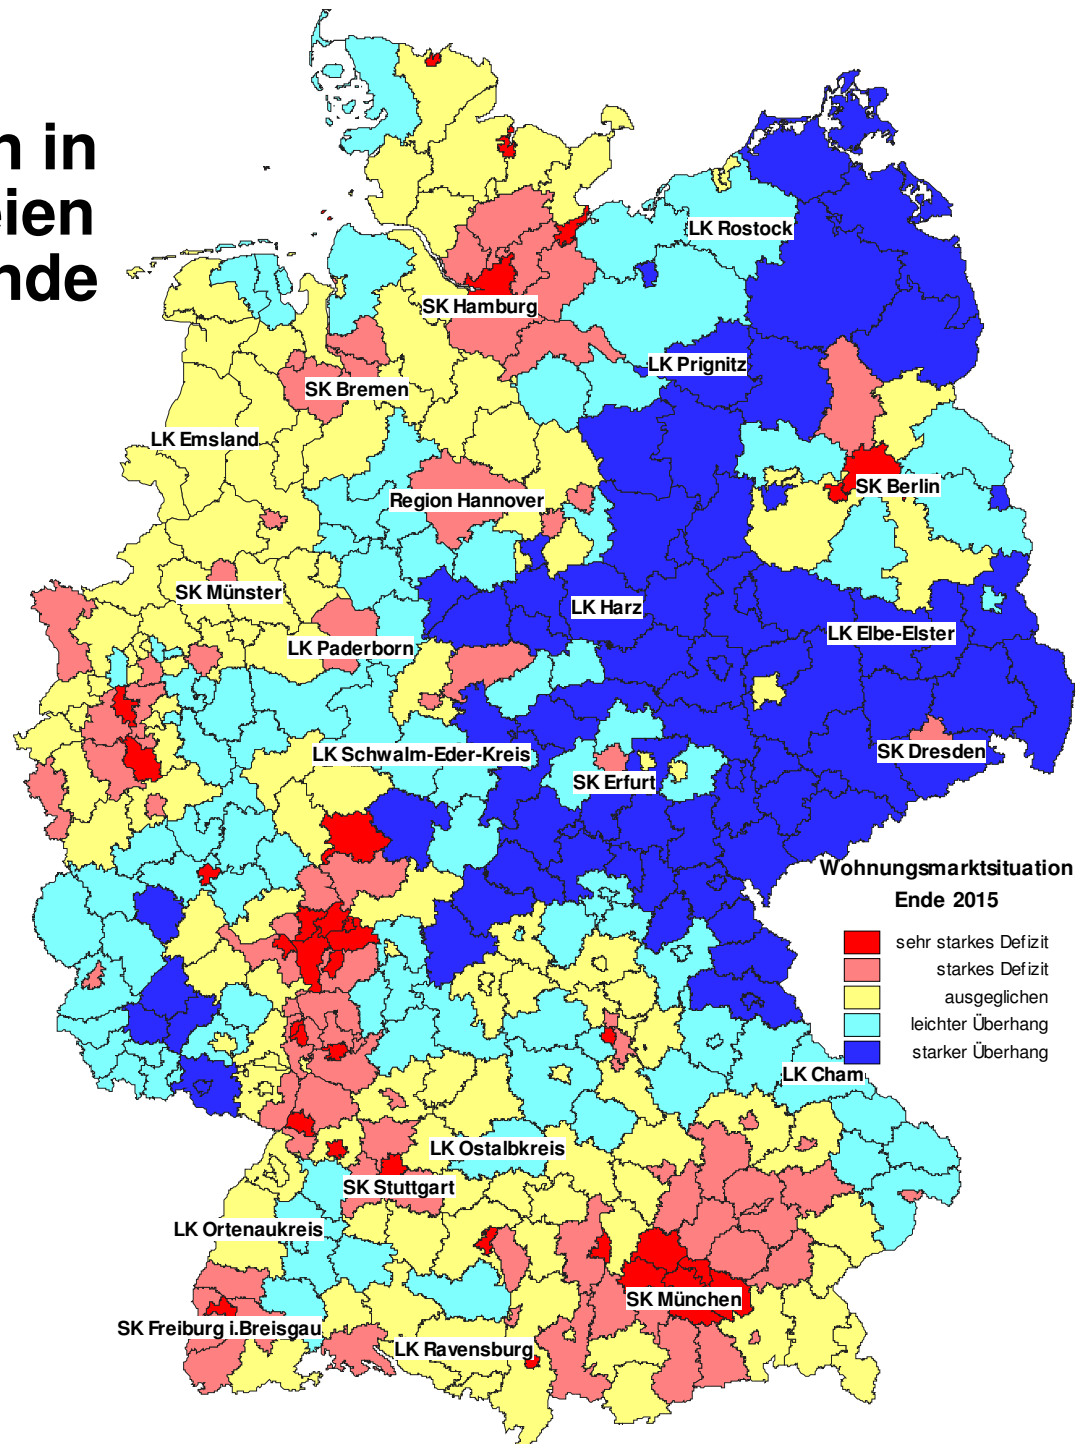 n in
eien
nde
LK Rostock
SK Hamburg
LK Prignitz
SK Bremen
LK Emsland
SK Berlin
Region Hannover
SK Münster
LK Harz
LK Elbe-Elster
LK Paderborn
SK Dresden
LK Schwalm-Eder-Kreis
SK Erfurt
Wohnungsmarktsituation
Ende 2015
sehr starkes Defizit
starkes Defizit
ausgeglichen
leichter Überhang
starker Überhang
LK Cham
LK Ostalbkreis
SK Stuttgart
LK Ortenaukreis
SK München
SK Freiburg i.Breisgau
LK Ravensburg